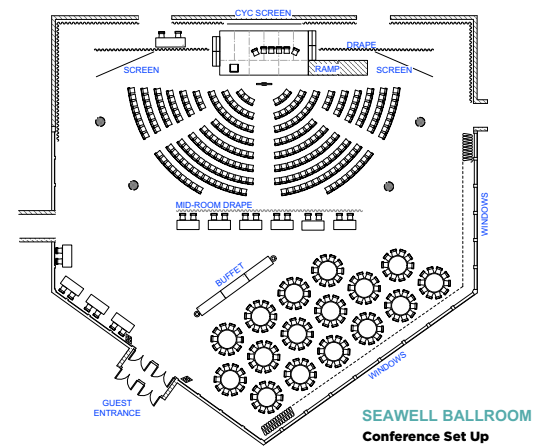 CYC SCREEN
DRAPE
SCREEN
RAMP
SCREEN
MID-ROOM DRAPE
WINDOWS
BUFFET
WINDOWS
GUEST
ENTRANCE
SEAWELL BALLROOM
Conference Set Up